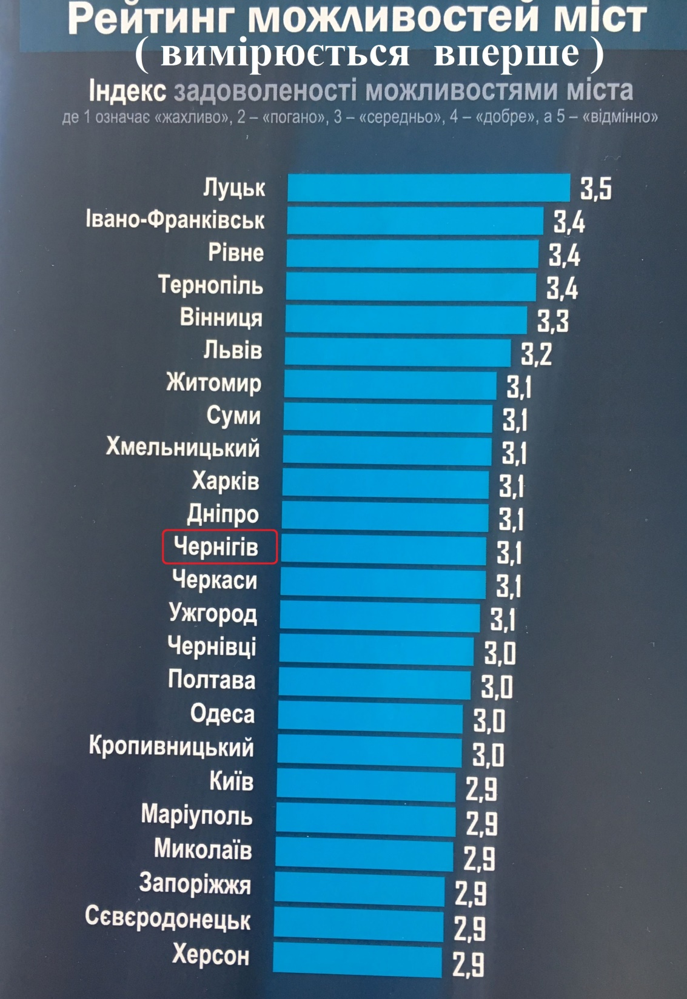 Рейтинг можливостей міст
( вимірюється вперше )
Індекс задоволеності можливостями міста
де 1 означає «жахливо», 2 – «погано», 3 – «середньо», 4 – «добре», а 5 – «відмінно»
Луцьк 3,5
Івано-Франківськ 3,4
Рівне 3,4
Тернопіль 3,4
Вінниця 3,3
Львів 3,2
Житомир 3,1
Суми 3,1
Хмельницький 3,1
Харків 3,1
Дніпро 3,1
Чернігів 3,1
Черкаси 3,1
Ужгород 3,1
Чернівці 3,0
Полтава 3,0
Одеса 3,0
Кропивницький 3,0
Київ 2,9
Маріуполь 2,9
Миколаїв 2,9
Запоріжжя 2,9
Сєвєродонецьк 2,9
Херсон 2,9